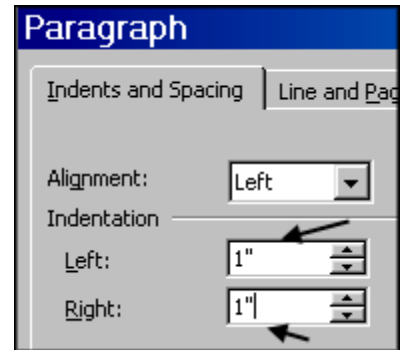 Paragraph
Indents and Spacing Line and Pag
Alignment: Left
Indentation
Left: 1"
Right: 1"